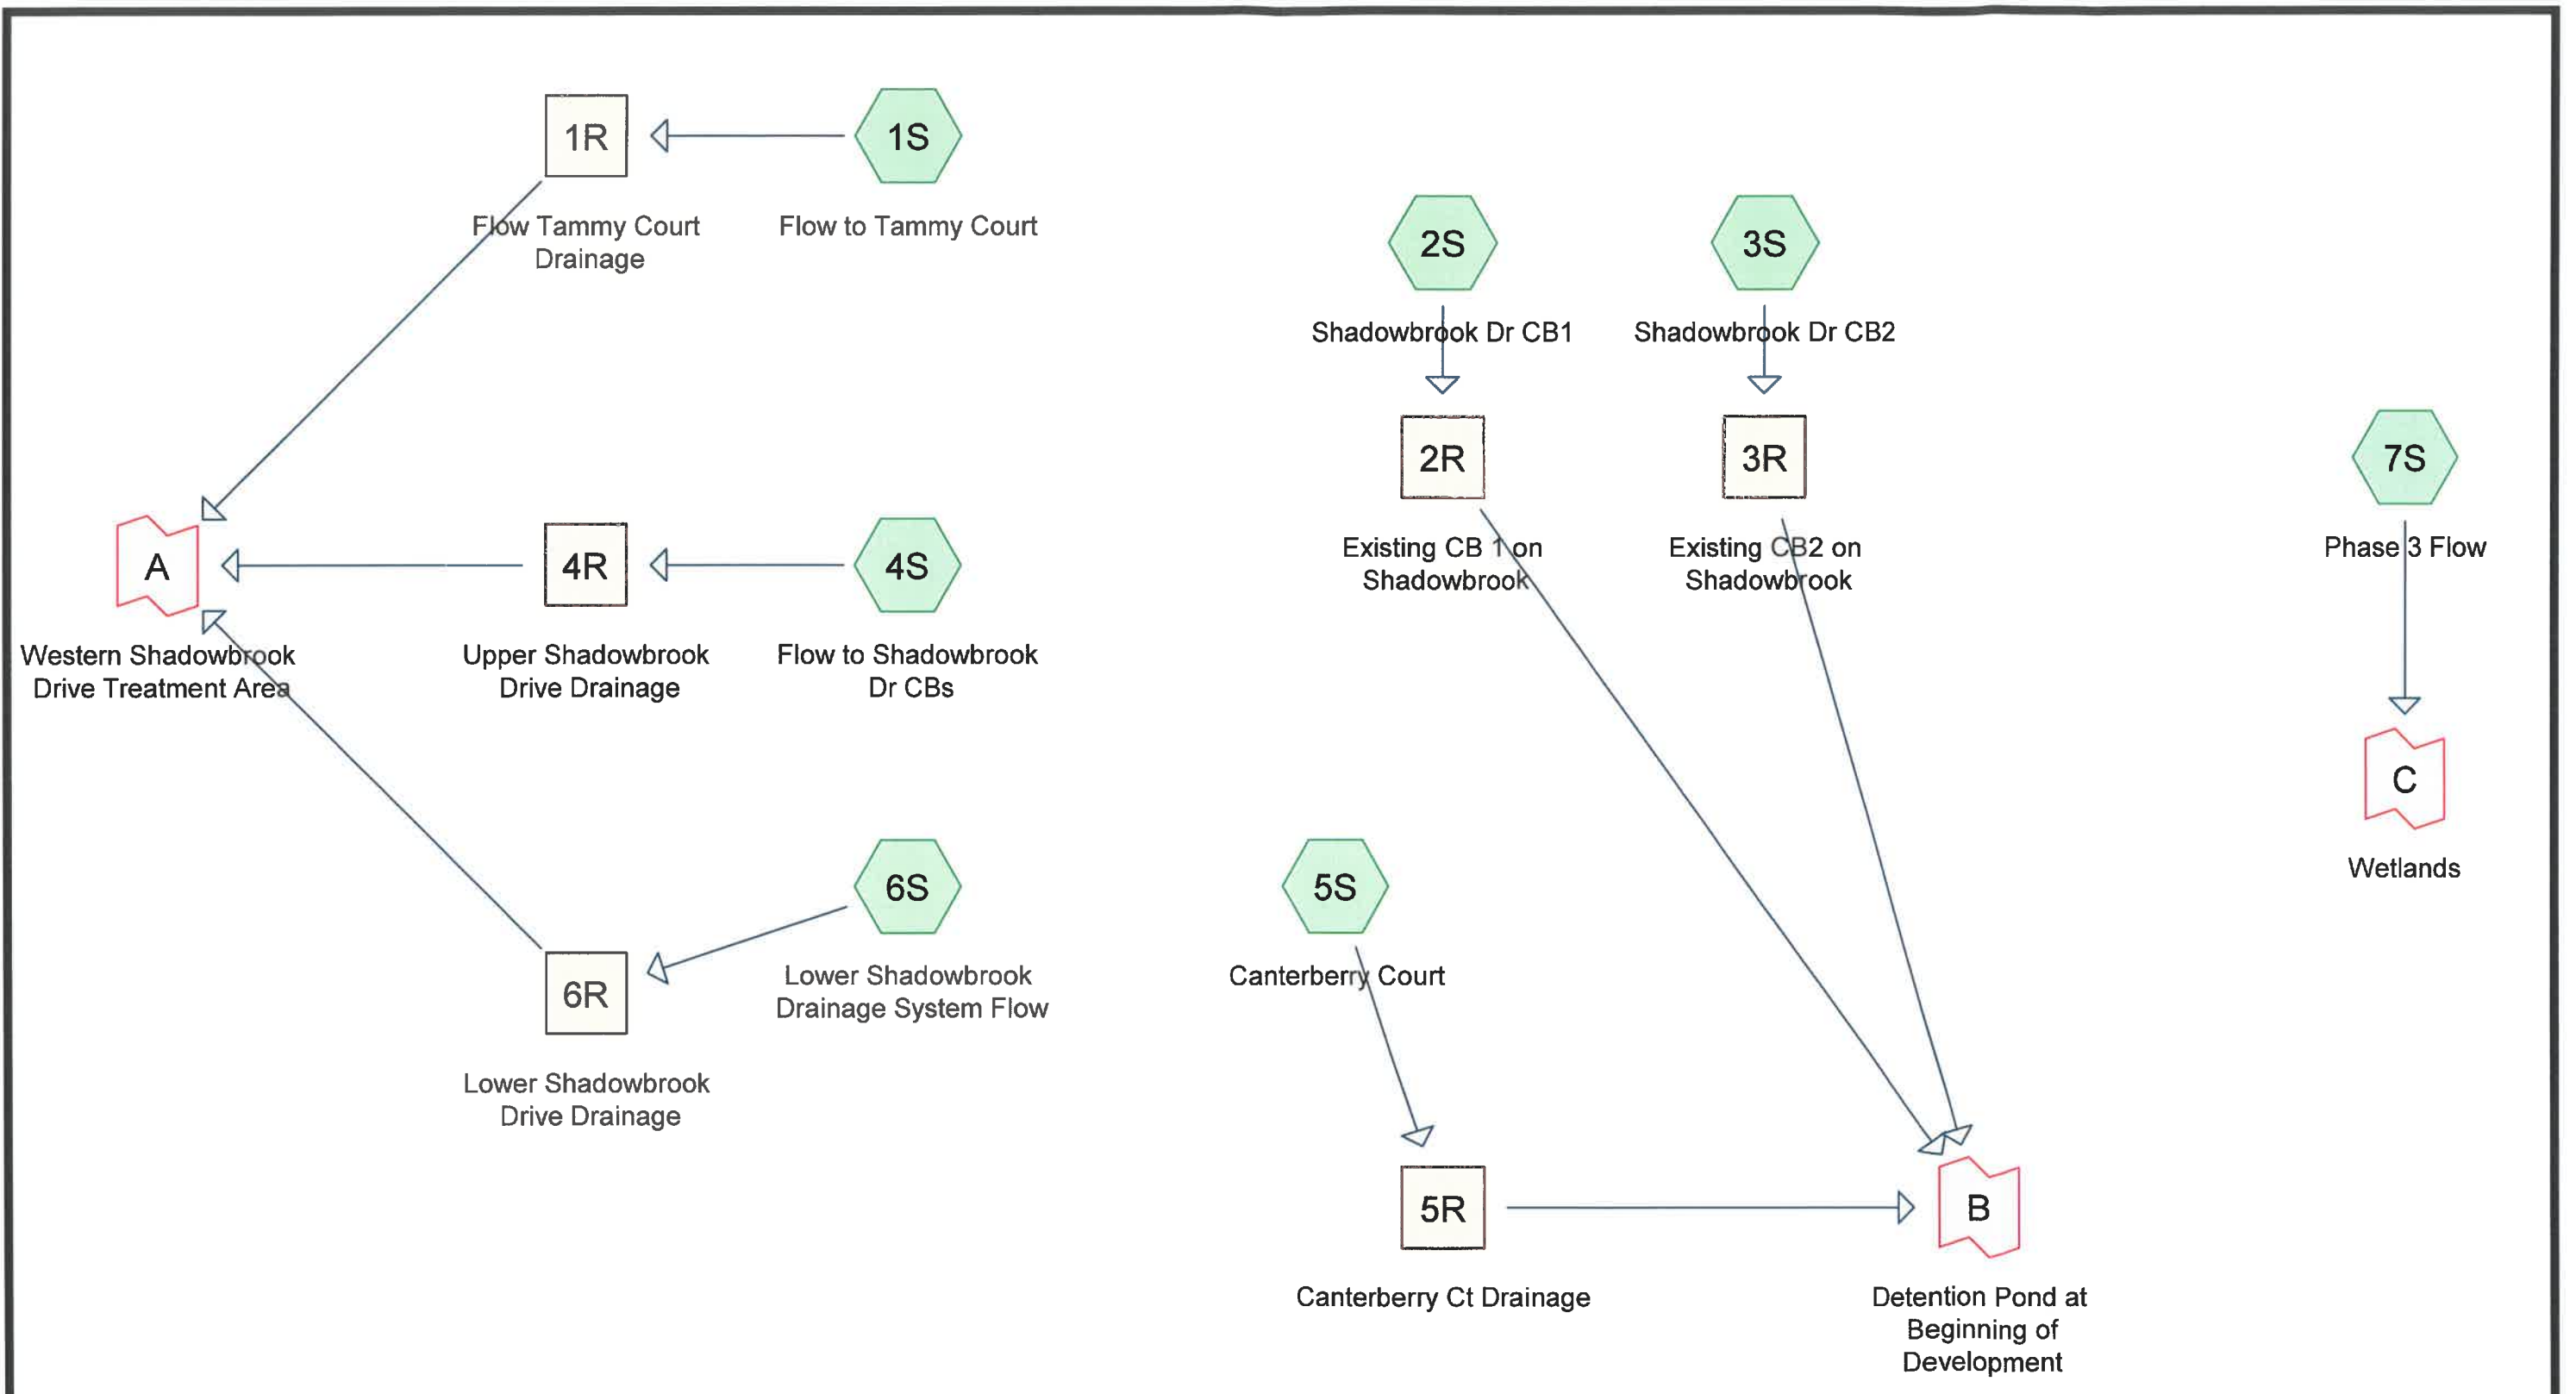 1R
1S
Flow Tammy Court
Drainage
Flow to Tammy Court
2S
3S
Shadowbrook Dr CB1
Shadowbrook Dr CB2
2R
3R
7S
Existing CB 1 on
Shadowbrook
Existing CB2 on
Shadowbrook
Phase 3 Flow
A
4R
4S
Western Shadowbrook
Drive Treatment Area
Upper Shadowbrook
Drive Drainage
Flow to Shadowbrook
Dr CBs
C
Wetlands
6S
5S
Lower Shadowbrook
Drainage System Flow
Canterberry Court
6R
Lower Shadowbrook
Drive Drainage
5R
B
Canterberry Ct Drainage
Detention Pond at
Beginning of
Development